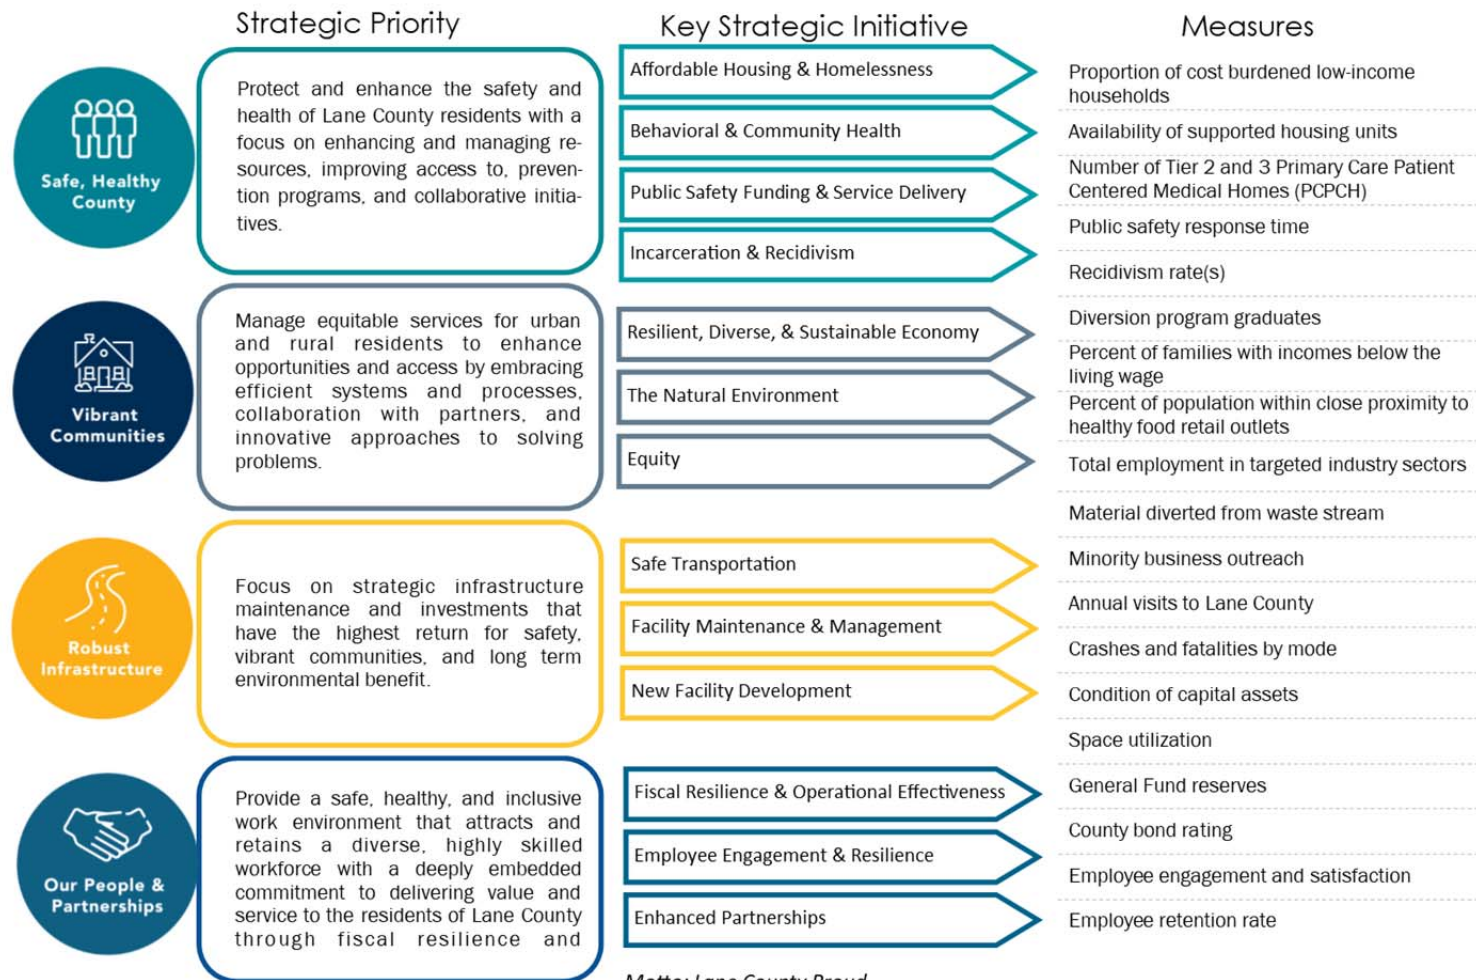 Strategic Priority
Key Strategic Initiative
Measures
Safe, Healthy
County
Protect and enhance the safety and
health of Lane County residents with a
focus on enhancing and managing re-
sources, improving access to, preven-
tion programs, and collaborative initia-
tives.
Affordable Housing & Homelessness
Behavioral & Community Health
Public Safety Funding & Service Delivery
Incarceration & Recidivism
Vibrant
Communities
Manage equitable services for urban
and rural residents to enhance
opportunities and access by embracing
efficient systems and processes,
collaboration with partners, and
innovative approaches to solving
problems.
Resilient, Diverse, & Sustainable Economy
The Natural Environment
Equity
Robust
Infrastructure
Focus on strategic infrastructure
maintenance and investments that
have the highest return for safety,
vibrant communities, and long term
environmental benefit.
Safe Transportation
Facility Maintenance & Management
New Facility Development
Our People &
Partnerships
Provide a safe, healthy, and inclusive
work environment that attracts and
retains a diverse, highly skilled
workforce with a deeply embedded
commitment to delivering value and
service to the residents of Lane County
through fiscal resilience and
Fiscal Resilience & Operational Effectiveness
Employee Engagement & Resilience
Enhanced Partnerships
Proportion of cost burdened low-income
households
Availability of supported housing units
Number of Tier 2 and 3 Primary Care Patient
Centered Medical Homes (PCPCH)
Public safety response time
Recidivism rate(s)
Diversion program graduates
Percent of families with incomes below the
living wage
Percent of population within close proximity to
healthy food retail outlets
Total employment in targeted industry sectors
Material diverted from waste stream
Minority business outreach
Annual visits to Lane County
Crashes and fatalities by mode
Condition of capital assets
Space utilization
General Fund reserves
County bond rating
Employee engagement and satisfaction
Employee retention rate
Motto: Lane County Proud